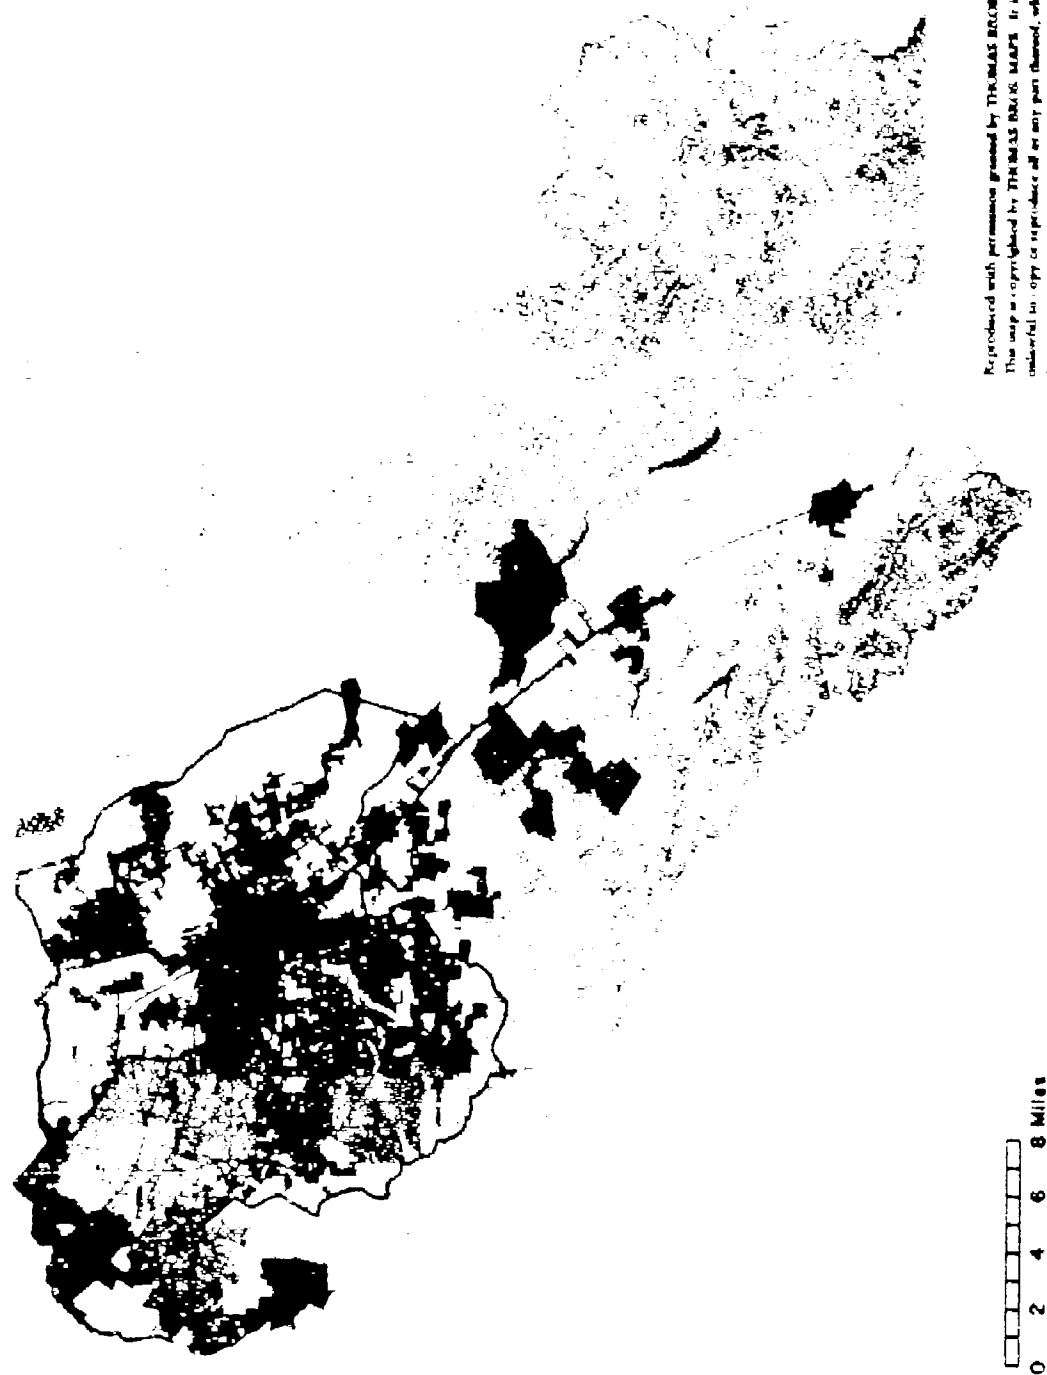 Reproduced with permission granted by THOMAS BROS
This map is copyrighted by THOMAS BROS. MAPS. It i
unlawful to copy or reproduce all or any part thereof, wh
0 2 4 6 8 Miles